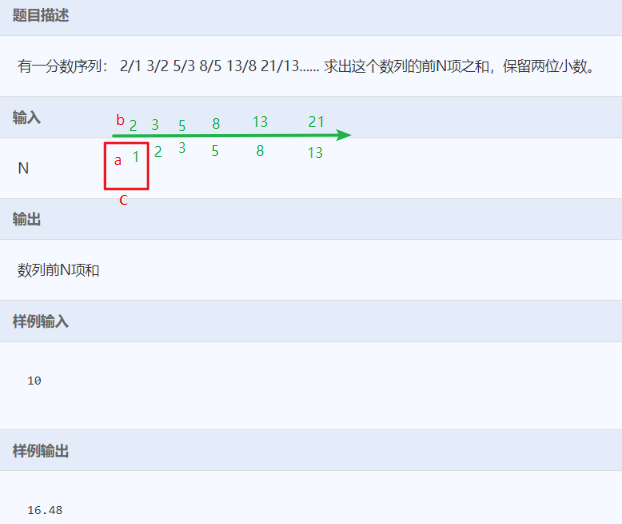 题目描述
有一分数序列： 2/1 3/2 5/3 8/5 13/8 21/13...... 求出这个数列的前N项之和，保留两位小数。
输入
b 2 3 5 8 13 21
N a 1 2 3 5 8 13
C
输出
数列前N项和
样例输入
10
样例输出
16.48